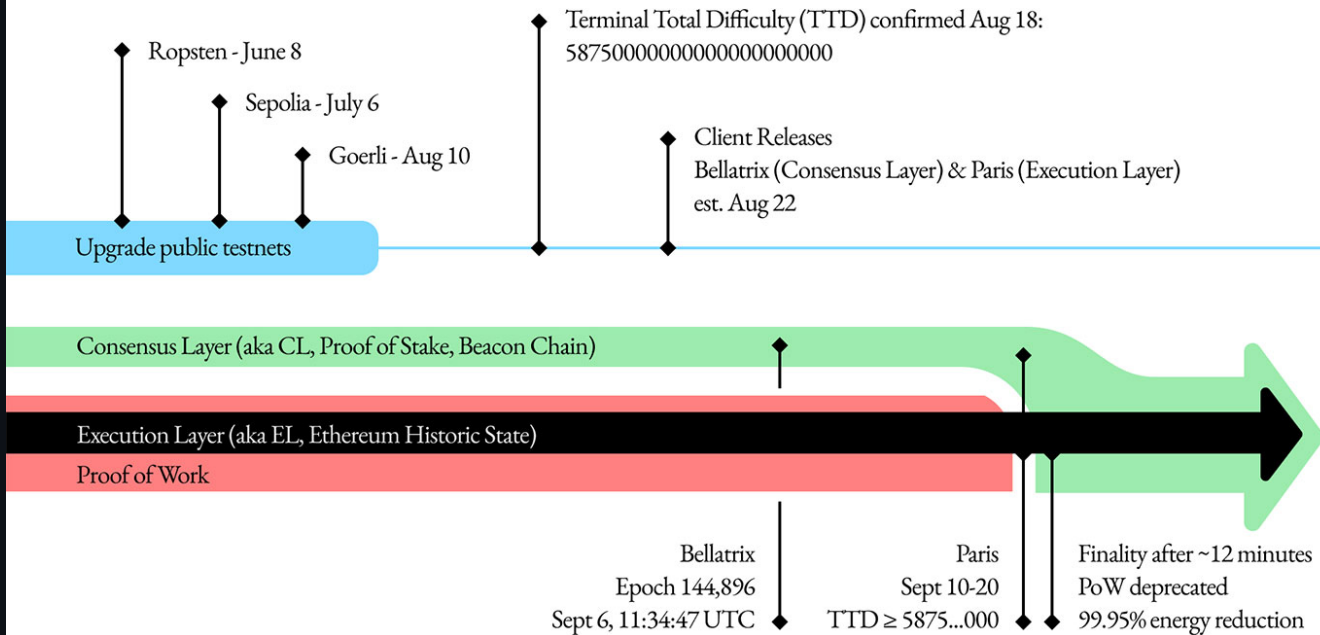 Terminal Total Difficulty (TTD) confirmed Aug 18:
58750000000000000000000
Ropsten - June 8
Sepolia - July 6
Goerli - Aug 10
Client Releases
Bellatrix (Consensus Layer) & Paris (Execution Layer)
est. Aug 22
Upgrade public testnets
Consensus Layer (aka CL, Proof of Stake, Beacon Chain)
Execution Layer (aka EL, Ethereum Historic State)
Proof of Work
Bellatrix
Epoch 144,896
Sept 6, 11:34:47 UTC
Paris
Sept 10-20
TTD ≥ 5875...000
Finality after ~12 minutes
PoW deprecated
99.95% energy reduction